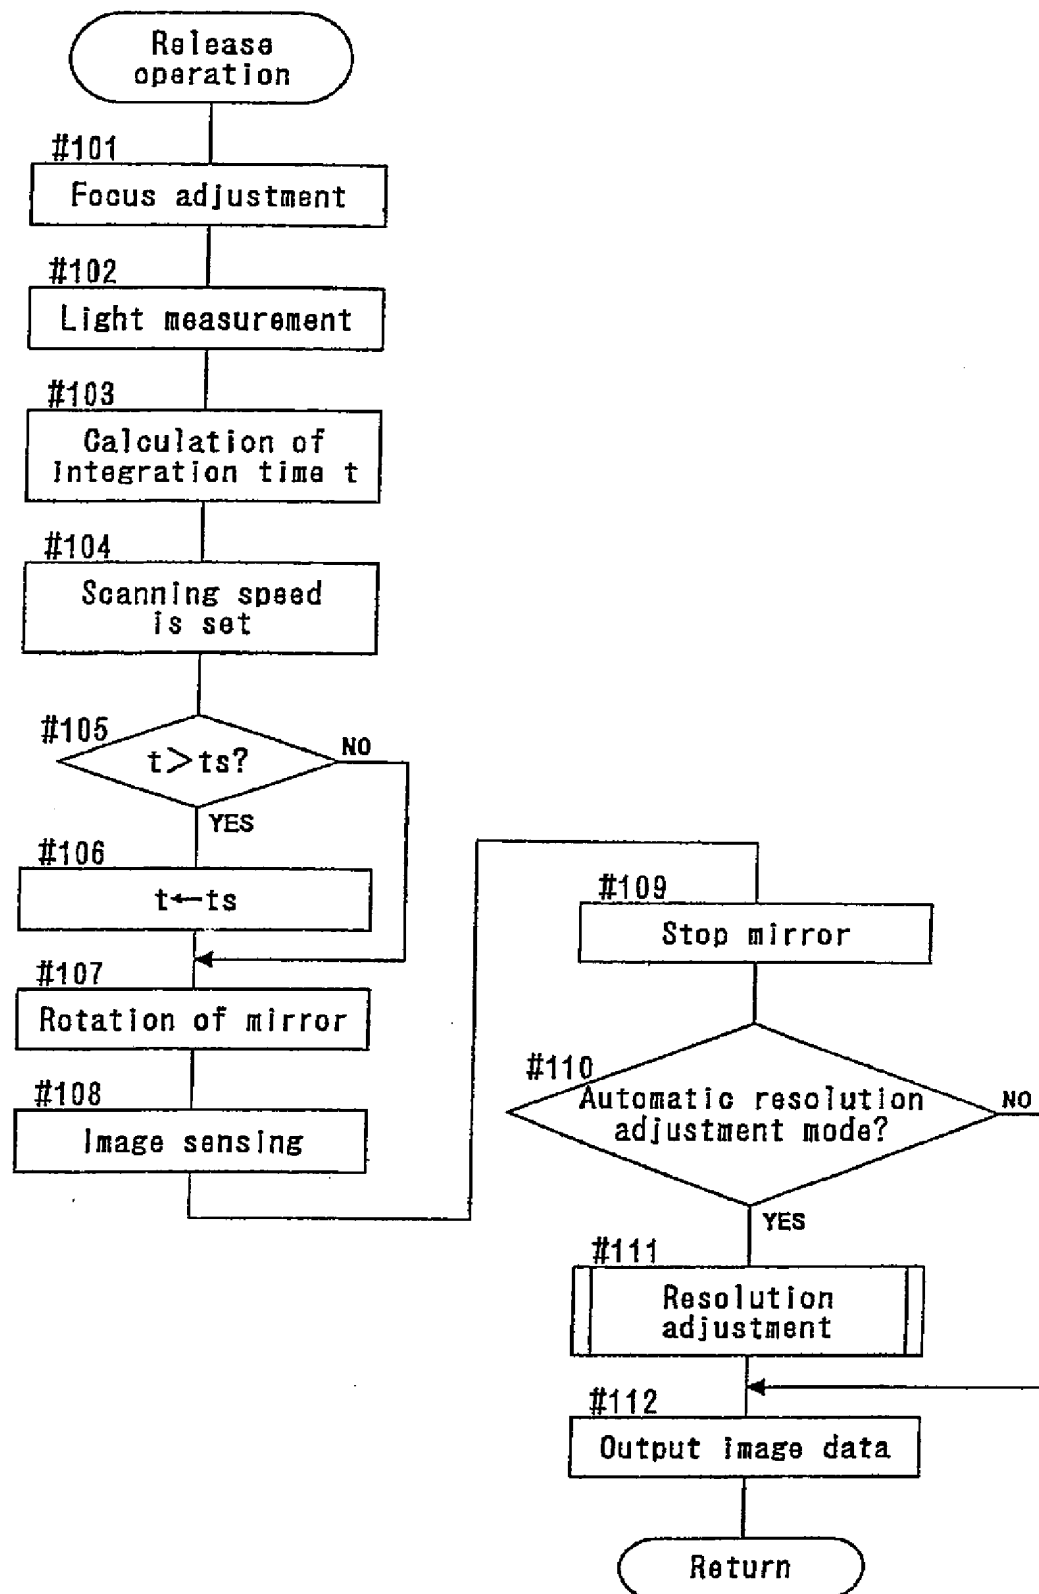 Release
operation
#101
Focus adjustment
#102
Light measurement
#103
Calculation of
integration time t
#104
Scanning speed
is set
#105
t>ts?
NO
YES
#106
t←ts
#107
Rotation of mirror
#108
Image sensing
#109
Stop mirror
#110
Automatic resolution
adjustment mode?
NO
YES
#111
Resolution
adjustment
#112
Output image data
Return